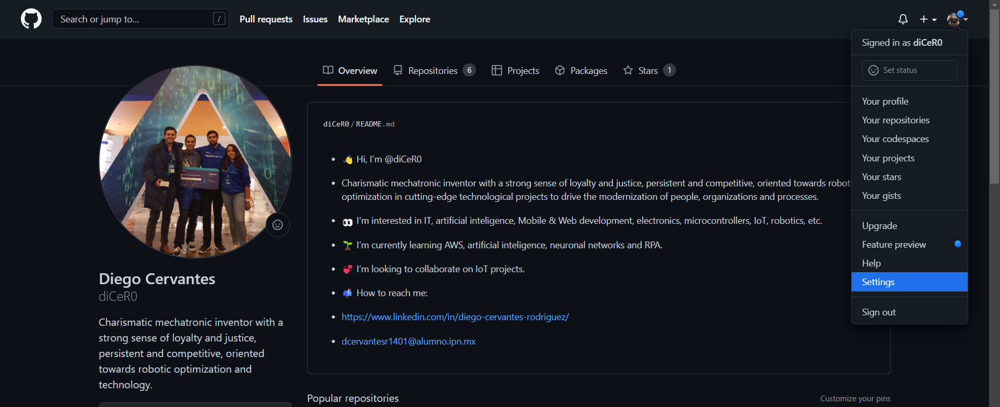 Search or jump to...
/
Pull requests
Issues
Marketplace
Explore
Signed in as diCeR0
Set status
Your profile
Your repositories
Your codespaces
Your projects
Your stars
Your gists
Upgrade
Feature preview
Help
Settings
Sign out
Overview
Repositories 6
Projects
Packages
Stars 1
Diego Cervantes
diCeR0
Charismatic mechatronic inventor with a
strong sense of loyalty and justice,
persistent and competitive, oriented
towards robotic optimization and
technology.
diCeR0/README.md
👋 Hi, I’m @diCeR0
Charismatic mechatronic inventor with a strong sense of loyalty and justice, persistent and competitive, oriented towards robot
optimization in cutting-edge technological projects to drive the modernization of people, organizations and processes.
👀 I’m interested in IT, artificial inteligence, Mobile & Web development, electronics, microcontrollers, IoT, robotics, etc.
🌱 I’m currently learning AWS, artificial inteligence, neuronal networks and RPA.
💞️ I’m looking to collaborate on IoT projects.
📫 How to reach me:
https://www.linkedin.com/in/diego-cervantes-rodriguez/
dcervantesr1401@alumno.ipn.mx
Popular repositories
Customize your pins